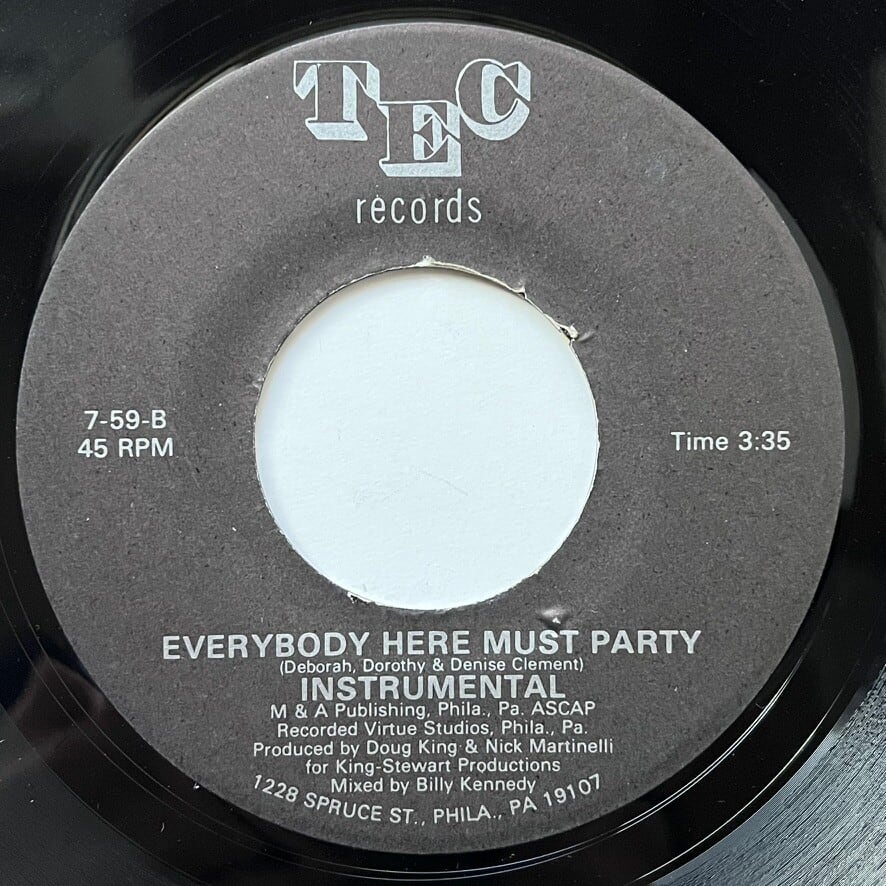 TEC
records
7-59-B
45 RPM
Time 3:35
EVERYBODY HERE MUST PARTY
(Deborah, Dorothy & Denise Clement)
INSTRUMENTAL
M & A Publishing, Phila., Pa. ASCAP
Recorded Virtue Studios, Phila., Pa.
Produced by Doug King & Nick Martinelli
for King-Stewart Productions
Mixed by Billy Kennedy
1228 SPRUCE ST., PHILA., PA 19107